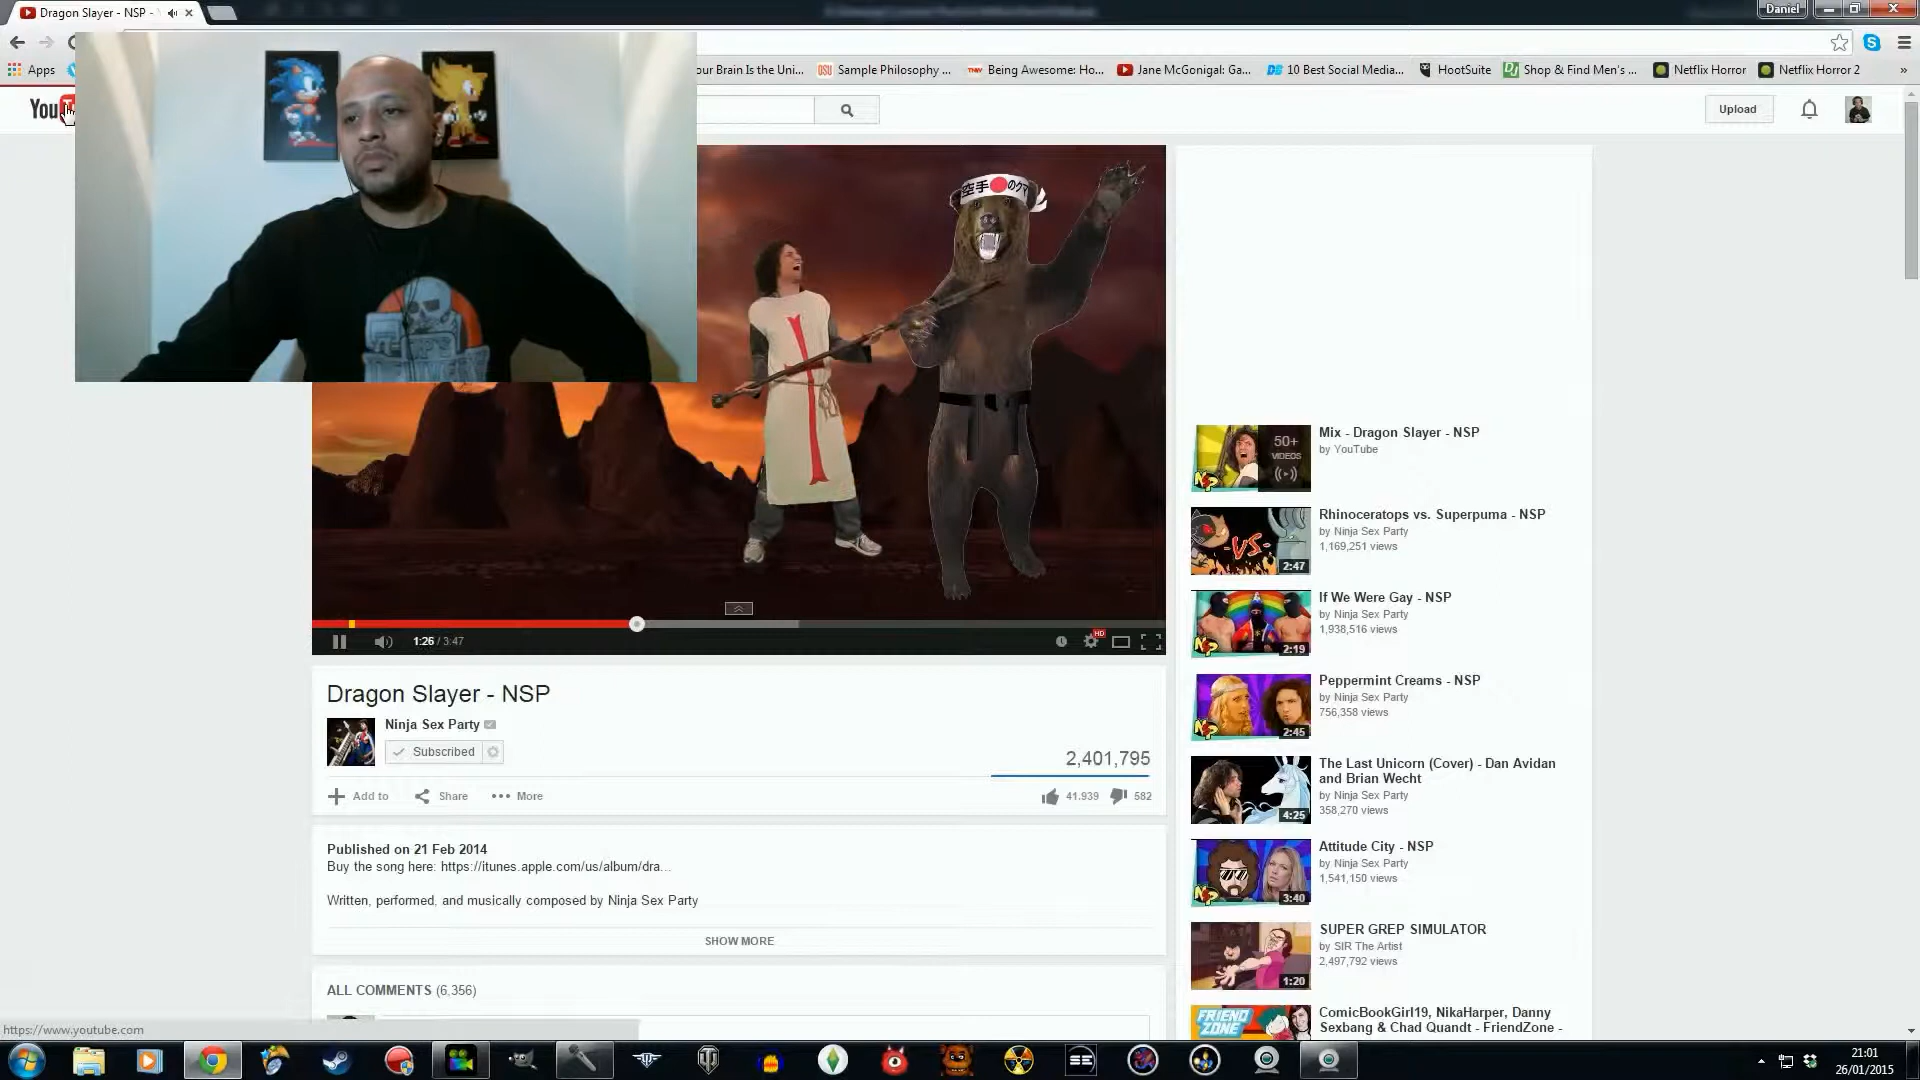 Dragon Slayer - NSP -
Daniel
Apps
our Brain Is the Uni...
Sample Philosophy ...
Being Awesome: Ho...
Jane McGonigal: Ga...
10 Best Social Media...
HootSuite
Shop & Find Men's ...
Netflix Horror
Netflix Horror 2
»
You
Upload
空手 のクマ
1:26 / 3:47
HD
Dragon Slayer - NSP
Ninja Sex Party
Subscribed
2,401,795
Add to
Share
More
41.939
582
Published on 21 Feb 2014
Buy the song here: https://itunes.apple.com/us/album/dra...
Written, performed, and musically composed by Ninja Sex Party
SHOW MORE
ALL COMMENTS (6,356)
50+
VIDEOS
Mix - Dragon Slayer - NSP
by YouTube
VS
2:47
Rhinoceratops vs. Superpuma - NSP
by Ninja Sex Party
1,169,251 views
2:19
If We Were Gay - NSP
by Ninja Sex Party
1,938,516 views
2:45
Peppermint Creams - NSP
by Ninja Sex Party
756,358 views
4:25
The Last Unicorn (Cover) - Dan Avidan
and Brian Wecht
by Ninja Sex Party
358,270 views
3:40
Attitude City - NSP
by Ninja Sex Party
1,541,150 views
1:20
SUPER GREP SIMULATOR
by SIR The Artist
2,497,792 views
FRIEND
ZONE
ComicBookGirl19, NikaHarper, Danny
Sexbang & Chad Quandt - FriendZone -
https://www.youtube.com
21:01
26/01/2015